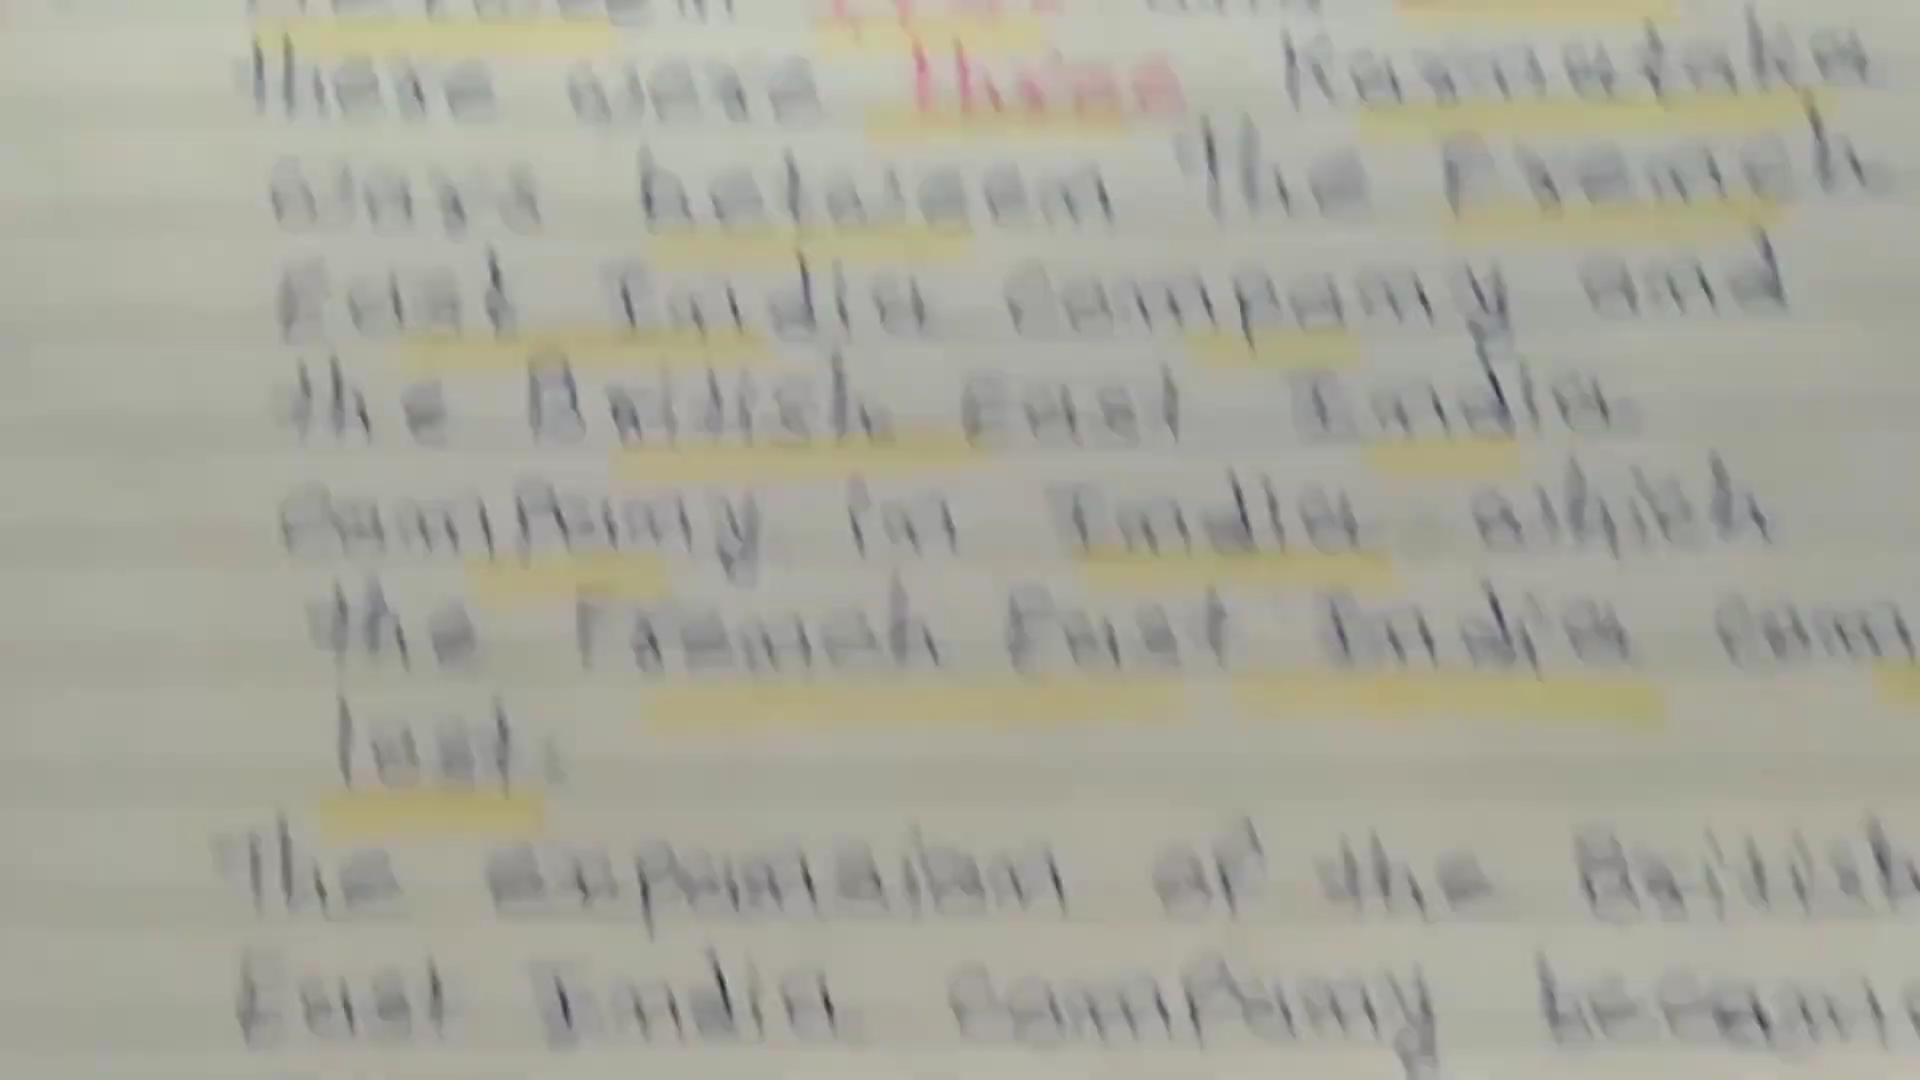 There were three Karnataka
wars between the French
East India Company and
the British East India
Company in India which
the French East India Com
lost.
The expansion of the British
East India Company